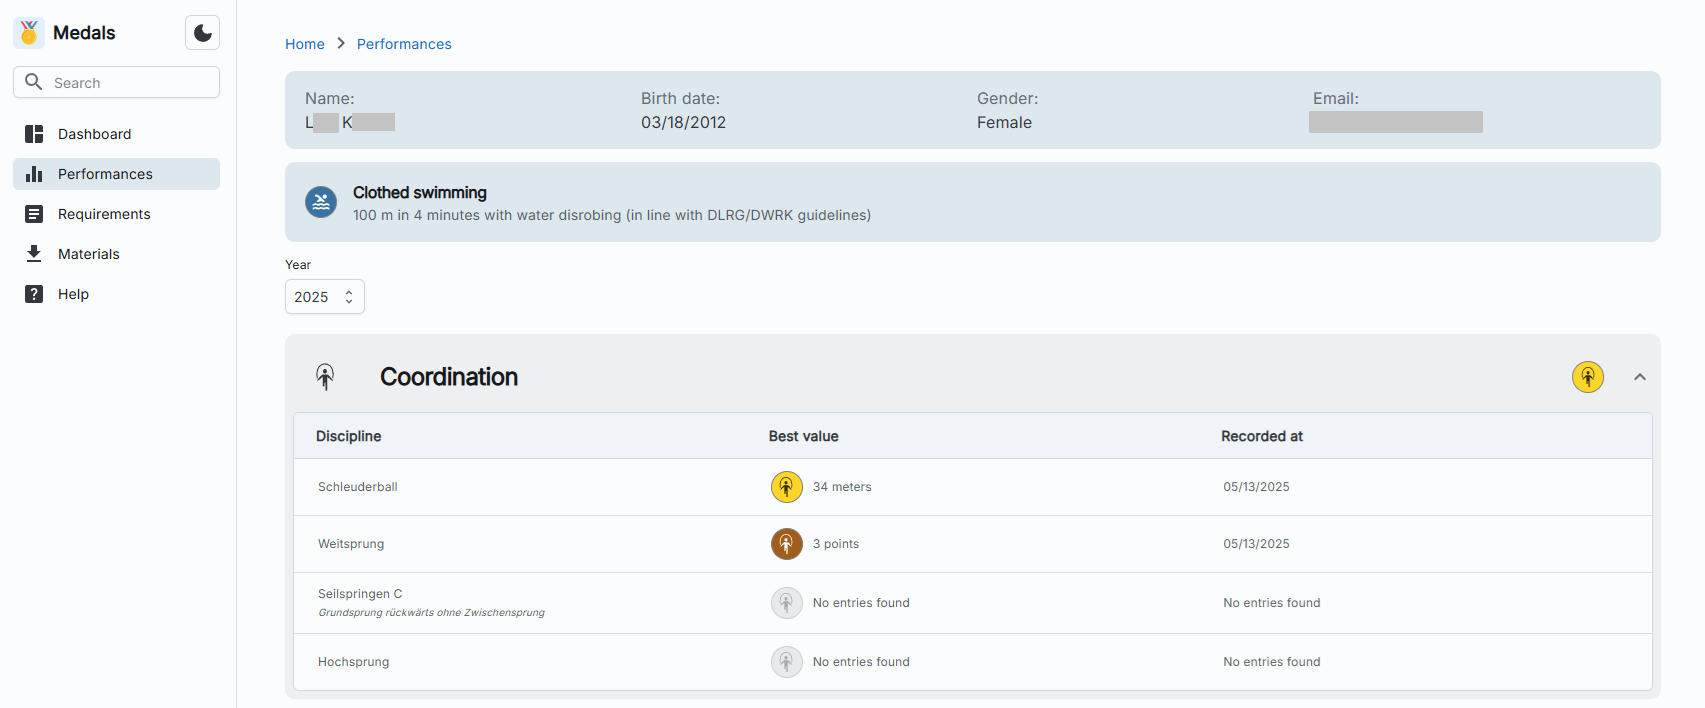 Medals
Search
Dashboard
Performances
Requirements
Materials
Help
Home > Performances
Name:
L K
Birth date:
03/18/2012
Gender:
Female
Email:
Clothed swimming
100 m in 4 minutes with water disrobing (in line with DLRG/DWRK guidelines)
Year
2025
Coordination
Discipline Best value Recorded at
Schleuderball 34 meters 05/13/2025
Weitsprung 3 points 05/13/2025
Seilspringen C No entries found No entries found
Grundsprung rückwärts ohne Zwischensprung
Hochsprung No entries found No entries found